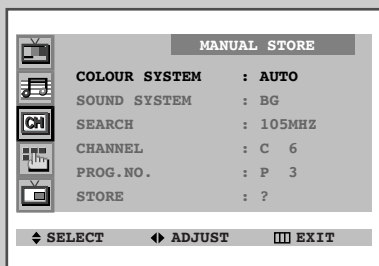 MANUAL STORE
COLOUR SYSTEM : AUTO
SOUND SYSTEM : BG
SEARCH : 105MHZ
CH
CHANNEL : C 6
PROG.NO. : P 3
STORE : ?
SELECT ADJUST EXIT